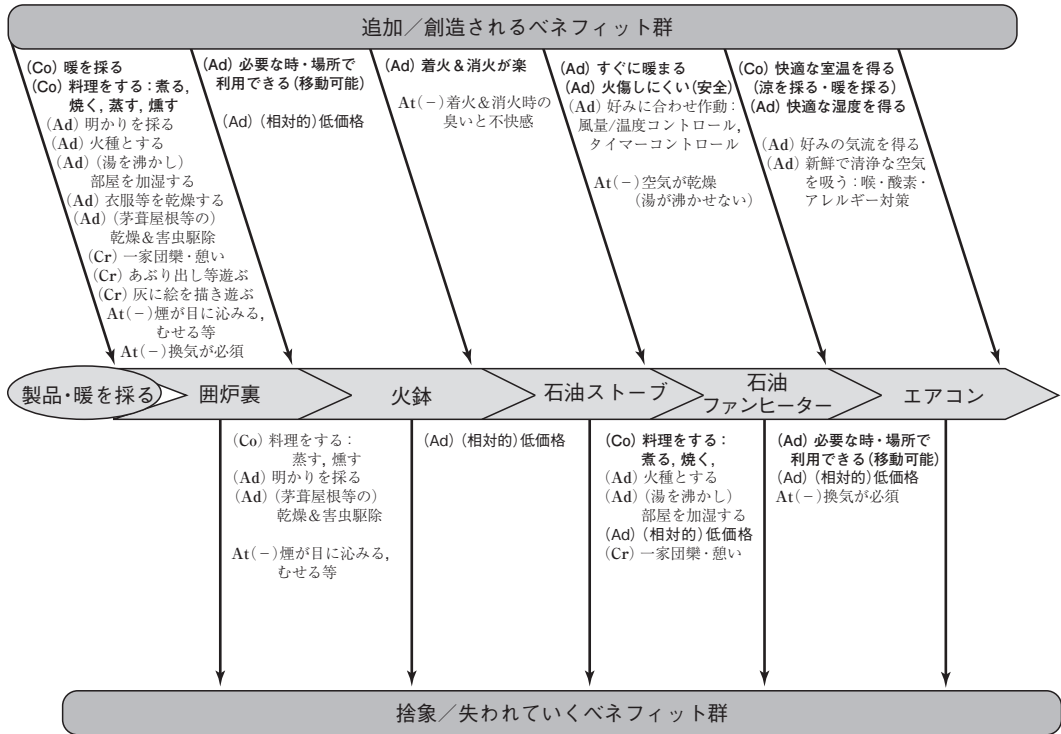 追加／創造されるベネフィット群
(Co) 暖を採る
(Co) 料理をする：煮る,
焼く, 蒸す, 燻す
(Ad) 明かりを採る
(Ad) 火種とする
(Ad) (湯を沸かし)
部屋を加湿する
(Ad) 衣服等を乾燥する
(Ad) (茅葺屋根等の)
乾燥＆害虫駆除
(Cr) 一家団欒・憩い
(Cr) あぶり出し等遊ぶ
(Cr) 灰に絵を描き遊ぶ
At(−) 煙が目に沁みる,
むせる等
At(−) 換気が必須
(Ad) 必要な時・場所で
利用できる(移動可能)
(Ad) (相対的)低価格
(Ad) 着火＆消火が楽
At(−) 着火＆消火時の
臭いと不快感
(Ad) すぐに暖まる
(Ad) 火傷しにくい(安全)
(Ad) 好みに合わせ作動：
風量/温度コントロール,
タイマーコントロール
At(−) 空気が乾燥
(湯が沸かせない)
(Co) 快適な室温を得る
(涼を採る・暖を採る)
(Ad) 快適な湿度を得る
(Ad) 好みの気流を得る
(Ad) 新鮮で清浄な空気
を吸う：喉・酸素・
アレルギー対策
製品・暖を採る
囲炉裏
火鉢
石油ストーブ
石油
ファンヒーター
エアコン
(Co) 料理をする：
蒸す, 燻す
(Ad) 明かりを採る
(Ad) (茅葺屋根等の)
乾燥＆害虫駆除
At(−) 煙が目に沁みる,
むせる等
(Ad) (相対的)低価格
(Co) 料理をする：
煮る, 焼く,
(Ad) 火種とする
(Ad) (湯を沸かし)
部屋を加湿する
(Ad) (相対的)低価格
(Cr) 一家団欒・憩い
(Ad) 必要な時・場所で
利用できる(移動可能)
(Ad) (相対的)低価格
At(−) 換気が必須
捨象／失われていくベネフィット群